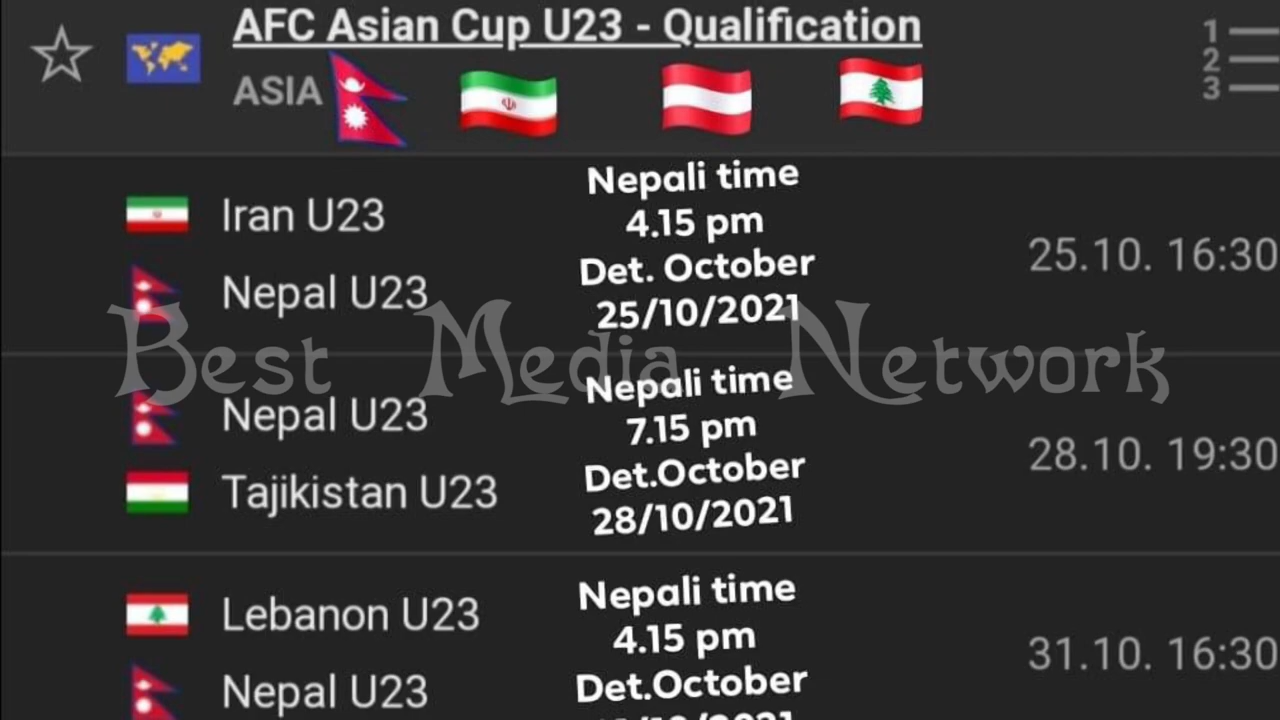 AFC Asian Cup U23 - Qualification
ASIA
1
2
3
Iran U23
Nepal U23
Nepali time
4.15 pm
Det. October
25/10/2021
25.10. 16:30
Best Media Network
Nepal U23
Tajikistan U23
Nepali time
7.15 pm
Det.October
28/10/2021
28.10. 19:30
Lebanon U23
Nepal U23
Nepali time
4.15 pm
Det.October
31.10. 16:30